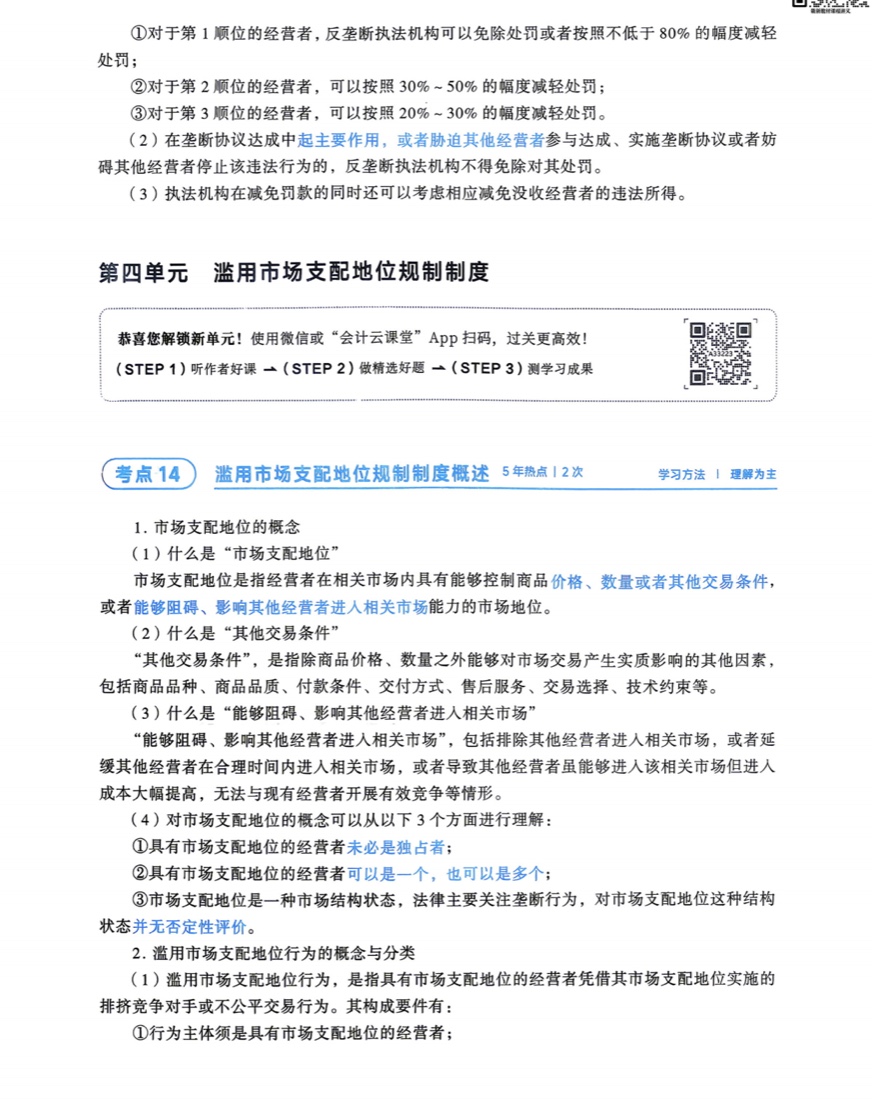 ①对于第 1 顺位的经营者，反垄断执法机构可以免除处罚或者按照不低于 80% 的幅度减轻
处罚；
②对于第 2 顺位的经营者，可以按照 30% ~ 50% 的幅度减轻处罚；
③对于第 3 顺位的经营者，可以按照 20% ~ 30% 的幅度减轻处罚。
（2）在垄断协议达成中起主要作用，或者胁迫其他经营者参与达成、实施垄断协议或者妨
碍其他经营者停止该违法行为的，反垄断执法机构不得免除对其处罚。
（3）执法机构在减免罚款的同时还可以考虑相应减免没收经营者的违法所得。
第四单元 滥用市场支配地位规制制度
恭喜您解锁新单元！使用微信或“会计云课堂”App 扫码，过关更高效！
（STEP 1）听作者好课 ⇀（STEP 2）做精选好题 ⇀（STEP 3）测学习成果
考点 14 滥用市场支配地位规制制度概述 5 年热点 | 2 次 学习方法 | 理解为主
1. 市场支配地位的概念
（1）什么是“市场支配地位”
市场支配地位是指经营者在相关市场内具有能够控制商品价格、数量或者其他交易条件，
或者能够阻碍、影响其他经营者进入相关市场能力的市场地位。
（2）什么是“其他交易条件”
“其他交易条件”，是指除商品价格、数量之外能够对市场交易产生实质影响的其他因素，
包括商品品种、商品品质、付款条件、交付方式、售后服务、交易选择、技术约束等。
（3）什么是“能够阻碍、影响其他经营者进入相关市场”
“能够阻碍、影响其他经营者进入相关市场”，包括排除其他经营者进入相关市场，或者延
缓其他经营者在合理时间内进入相关市场，或者导致其他经营者虽能够进入该相关市场但进入
成本大幅提高，无法与现有经营者开展有效竞争等情形。
（4）对市场支配地位的概念可以从以下 3 个方面进行理解：
①具有市场支配地位的经营者未必是独占者；
②具有市场支配地位的经营者可以是一个，也可以是多个；
③市场支配地位是一种市场结构状态，法律主要关注垄断行为，对市场支配地位这种结构
状态并无否定性评价。
2. 滥用市场支配地位行为的概念与分类
（1）滥用市场支配地位行为，是指具有市场支配地位的经营者凭借其市场支配地位实施的
排挤竞争对手或不公平交易行为。其构成要件有：
①行为主体须是具有市场支配地位的经营者；